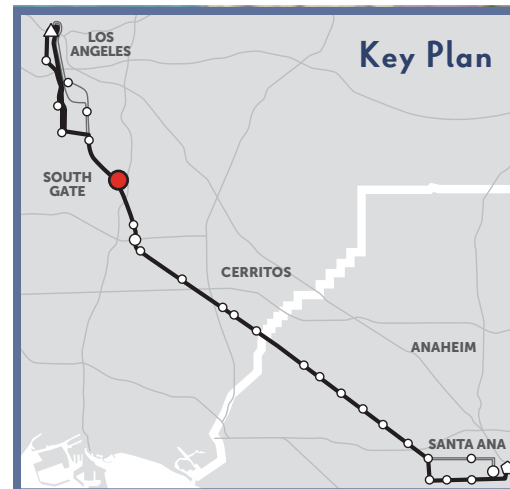 Key Plan
LOS
ANGELES
SOUTH
GATE
CERRITOS
ANAHEIM
SANTA ANA